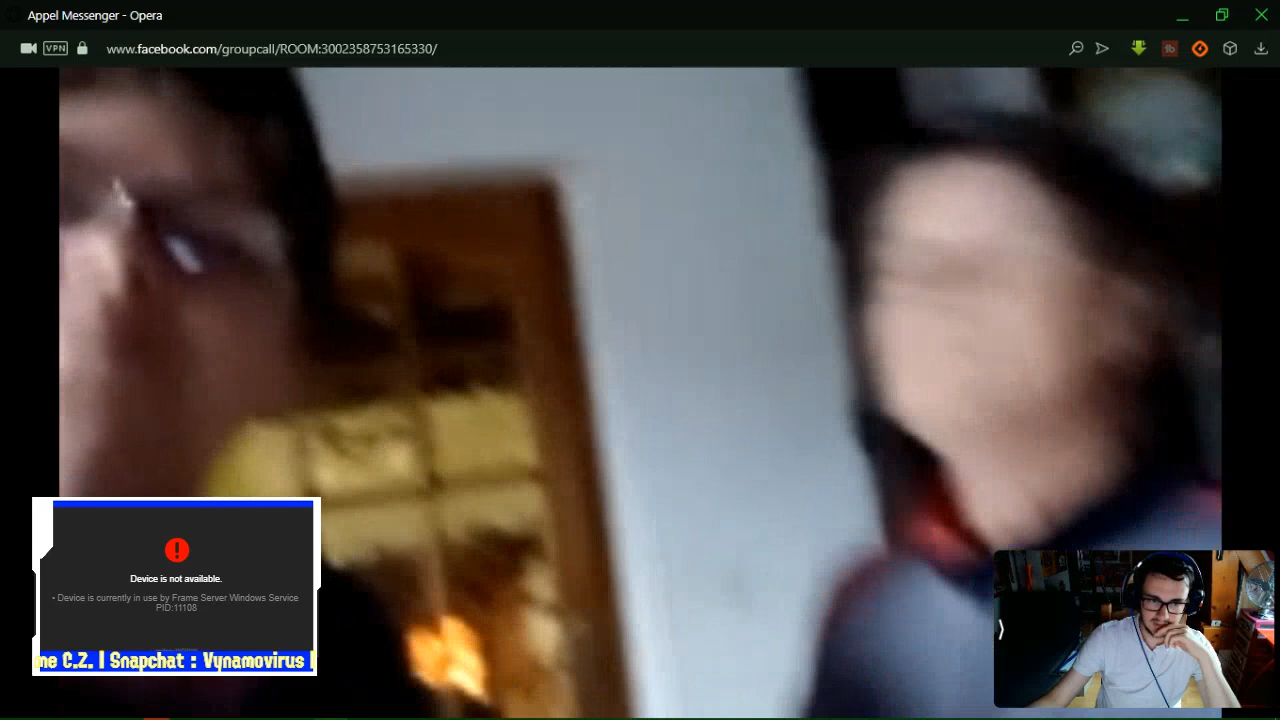 Appel Messenger - Opera
VPN
www.facebook.com/groupcall/ROOM:3002358753165330/
Device is not available.
• Device is currently in use by Frame Server Windows Service
PID:11108
me C.Z. | Snapchat : Vynamovirus |